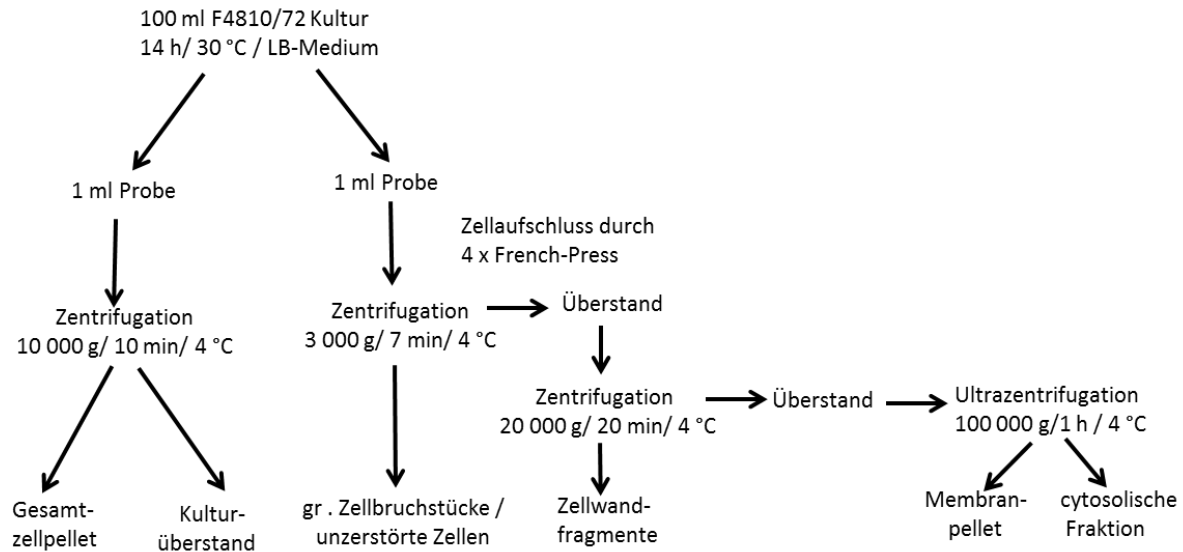 100 ml F4810/72 Kultur
14 h/ 30 °C / LB-Medium
1 ml Probe
1 ml Probe
Zellaufschluss durch
4 x French-Press
Zentrifugation
10 000 g/ 10 min/ 4 °C
Zentrifugation
3 000 g/ 7 min/ 4 °C
Überstand
Zentrifugation
20 000 g/ 20 min/ 4 °C
Überstand
Ultrazentrifugation
100 000 g/1 h / 4 °C
Gesamt-
zellpellet
Kultur-
überstand
gr . Zellbruchstücke /
unzerstörte Zellen
Zellwand-
fragmente
Membran-
pellet
cytosolische
Fraktion